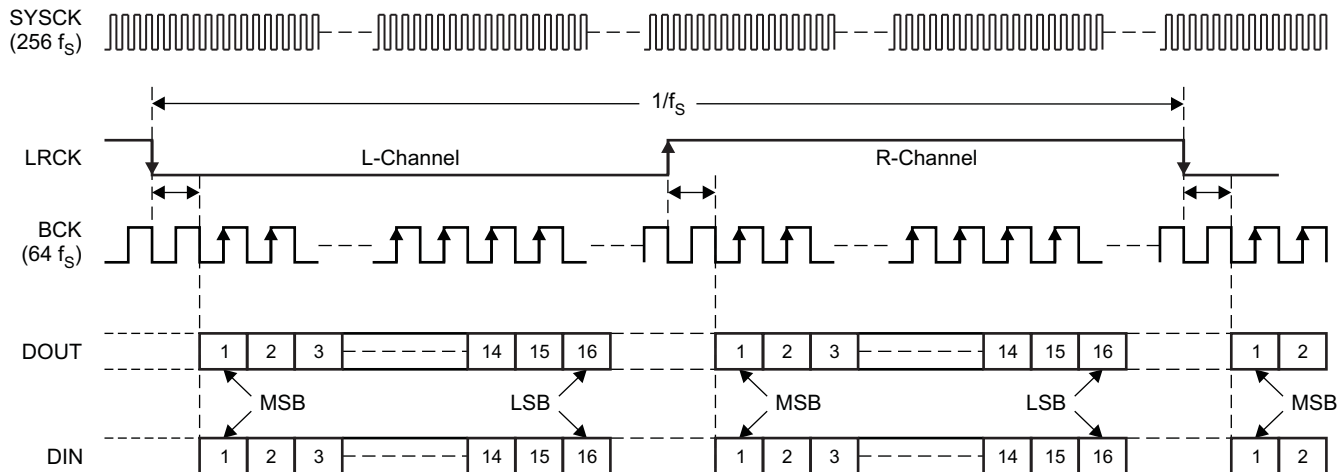 SYSCK
(256 fS)
1/fS
LRCK
L-Channel
R-Channel
BCK
(64 fS)
DOUT
1 2 3 14 15 16 1 2 3 14 15 16 1 2
MSB LSB MSB LSB MSB
DIN
1 2 3 14 15 16 1 2 3 14 15 16 1 2